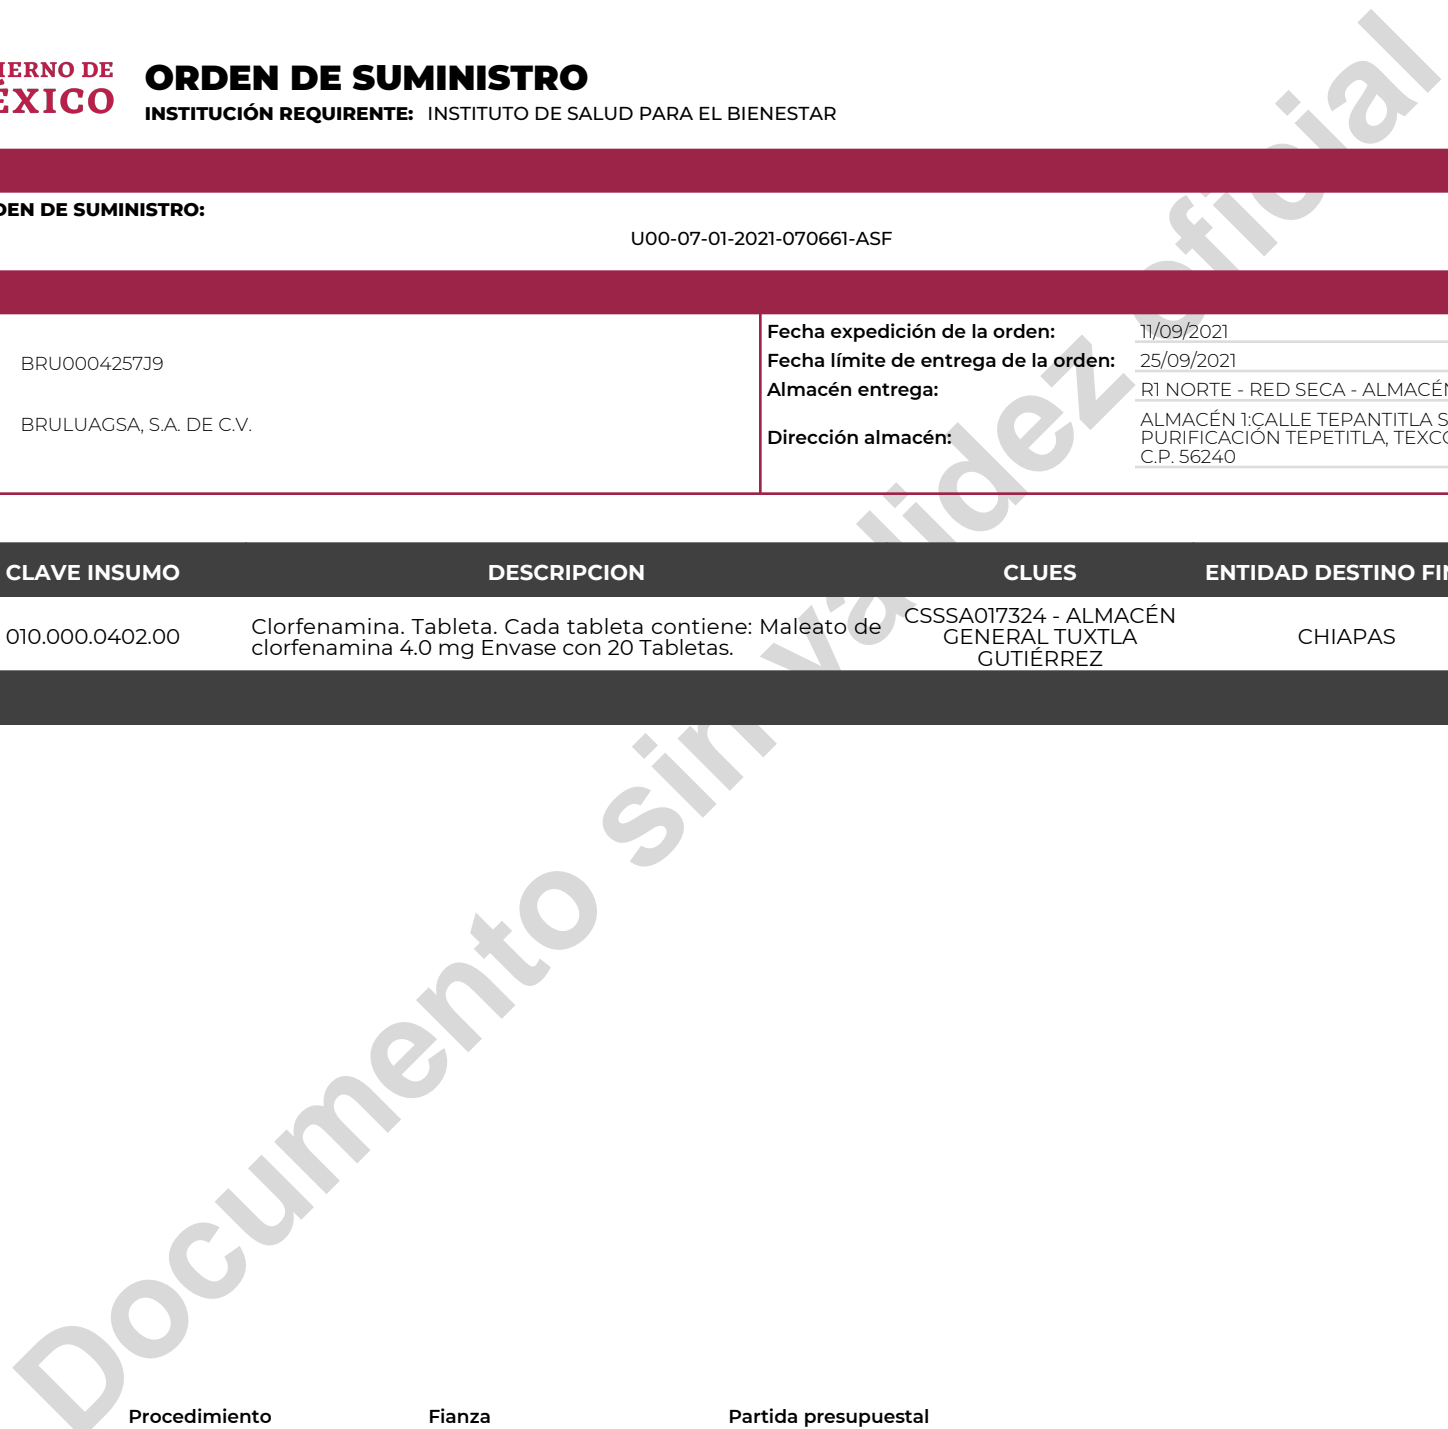 IERNO DE
ÉXICO
ORDEN DE SUMINISTRO
INSTITUCIÓN REQUIRENTE: INSTITUTO DE SALUD PARA EL BIENESTAR
DEN DE SUMINISTRO:
U00-07-01-2021-070661-ASF
BRU0004257J9
BRULUAGSA, S.A. DE C.V.
Fecha expedición de la orden: 11/09/2021
Fecha límite de entrega de la orden: 25/09/2021
Almacén entrega: R1 NORTE - RED SECA - ALMACÉN
Dirección almacén:
ALMACÉN 1:CALLE TEPANTITLA S
PURIFICACIÓN TEPETITLA, TEXCO
C.P. 56240
CLAVE INSUMO DESCRIPCION CLUES ENTIDAD DESTINO FIN
010.000.0402.00
Clorfenamina. Tableta. Cada tableta contiene: Maleato de
clorfenamina 4.0 mg Envase con 20 Tabletas.
CSSSA017324 - ALMACÉN
GENERAL TUXTLA
GUTIÉRREZ
CHIAPAS
Documento sin validez oficial
Procedimiento Fianza Partida presupuestal